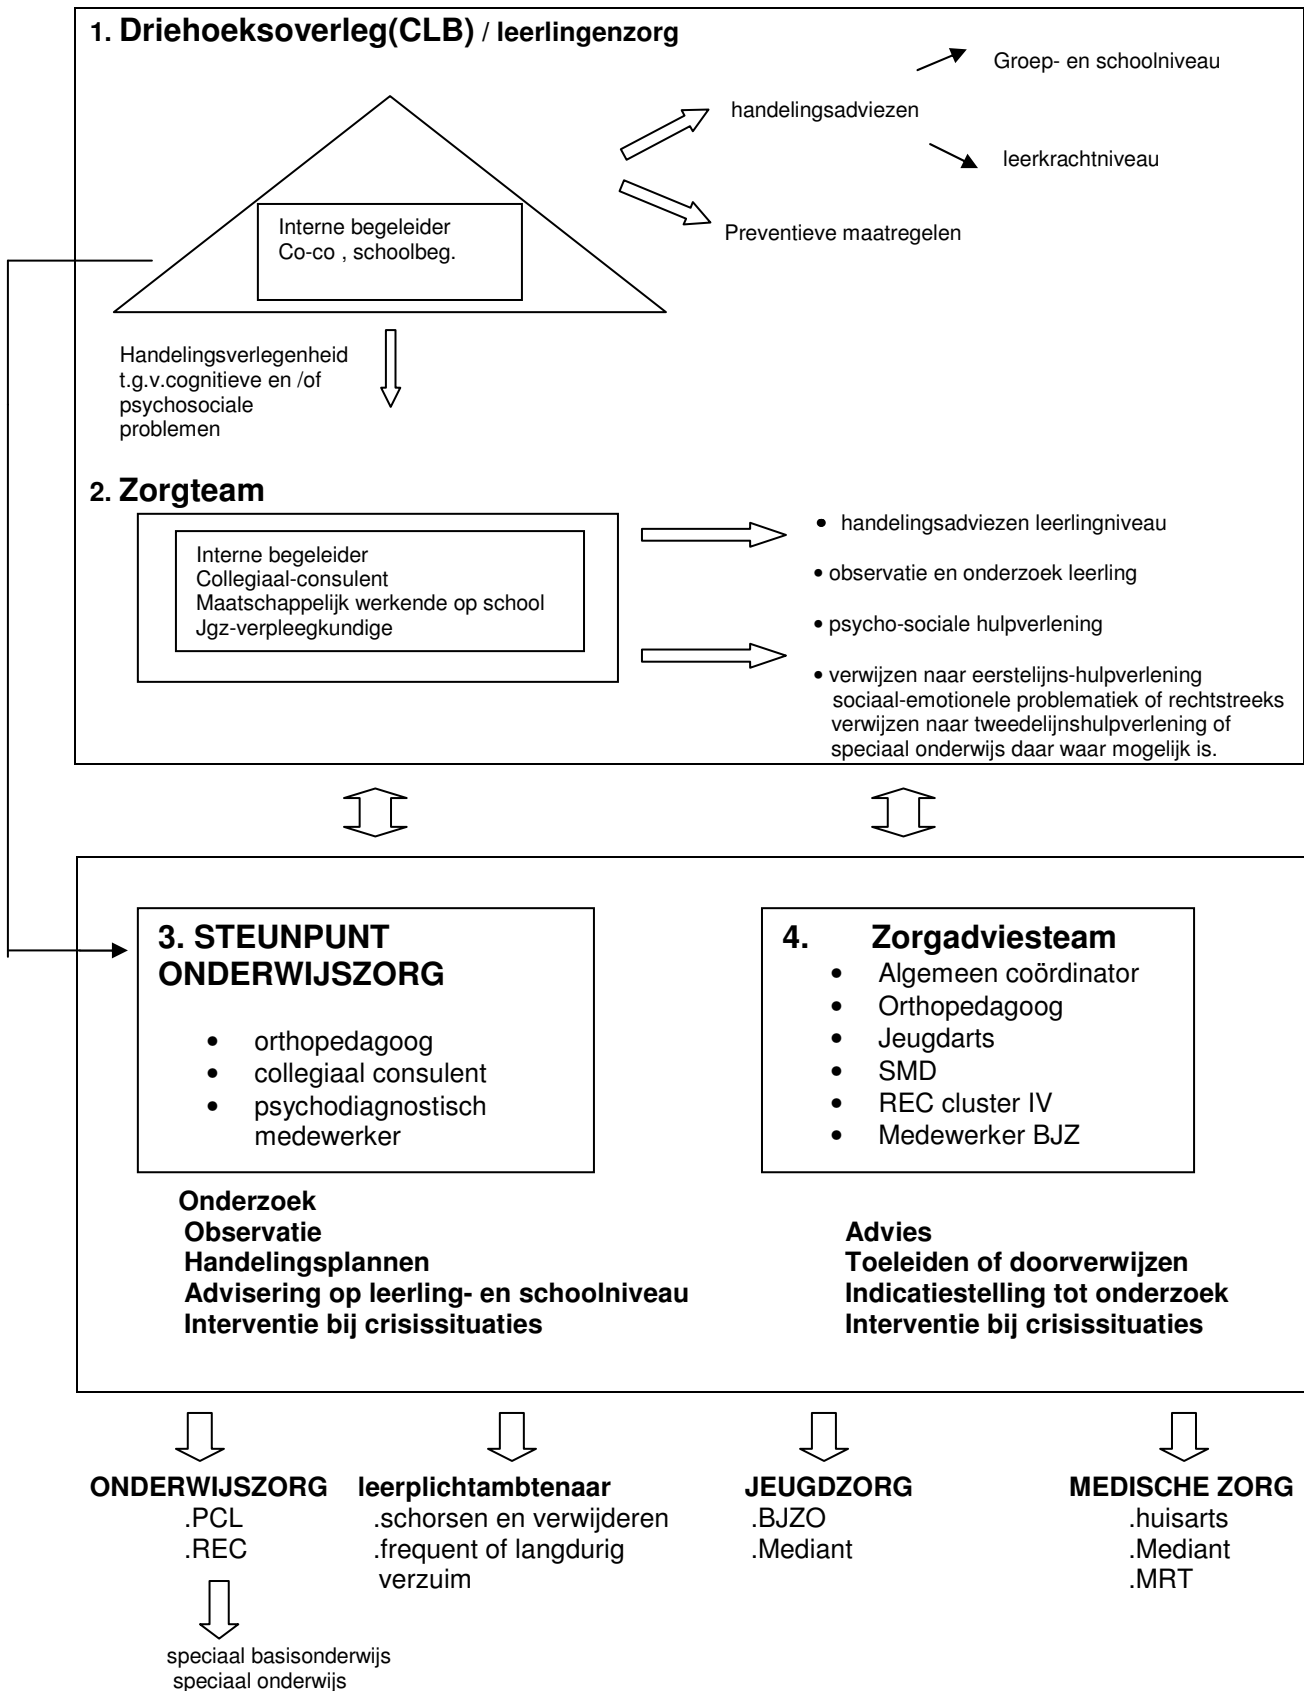 1. Driehoeksoverleg(CLB) / leerlingenzorg
Groep- en schoolniveau
handelingsadviezen
leerkrachtniveau
Interne begeleider
Co-co , schoolbeg.
Preventieve maatregelen
Handelingsverlegenheid
t.g.v.cognitieve en /of
psychosociale
problemen
2. Zorgteam
Interne begeleider
Collegiaal-consulent
Maatschappelijk werkende op school
Jgz-verpleegkundige
• handelingsadviezen leerlingniveau
• observatie en onderzoek leerling
• psycho-sociale hulpverlening
• verwijzen naar eerstelijns-hulpverlening
sociaal-emotionele problematiek of rechtstreeks
verwijzen naar tweedelijnshulpverlening of
speciaal onderwijs daar waar mogelijk is.
3. STEUNPUNT
ONDERWIJSZORG
• orthopedagoog
• collegiaal consulent
• psychodiagnostisch
medewerker
4. Zorgadviesteam
• Algemeen coördinator
• Orthopedagoog
• Jeugdarts
• SMD
• REC cluster IV
• Medewerker BJZ
Onderzoek
Observatie
Handelingsplannen
Advisering op leerling- en schoolniveau
Interventie bij crisissituaties
Advies
Toeleiden of doorverwijzen
Indicatiestelling tot onderzoek
Interventie bij crisissituaties
ONDERWIJSZORG
.PCL
.REC
speciaal basisonderwijs
speciaal onderwijs
leerplichtambtenaar
.schorsen en verwijderen
.frequent of langdurig
verzuim
JEUGDZORG
.BJZO
.Mediant
MEDISCHE ZORG
.huisarts
.Mediant
.MRT